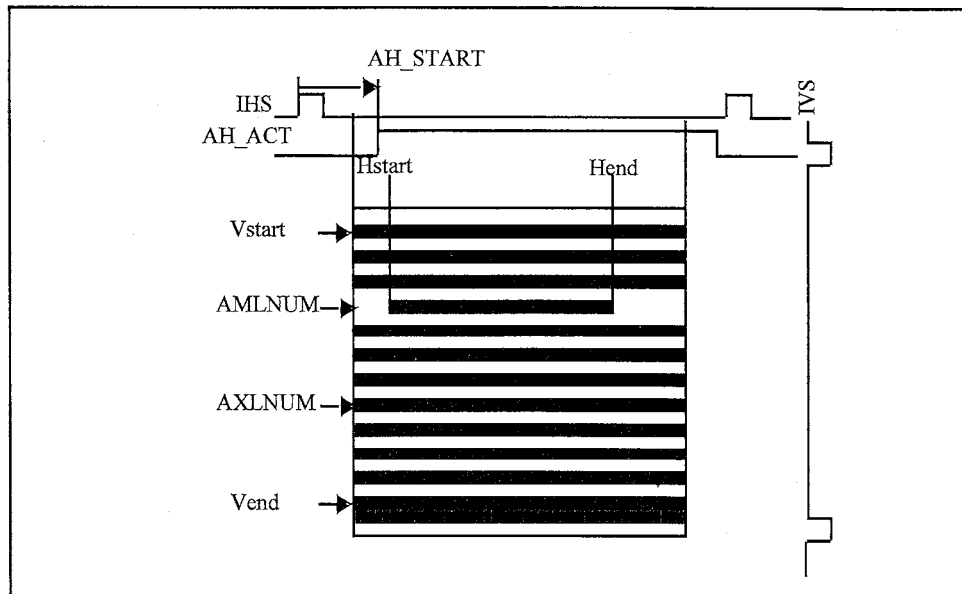 AH_START
IHS
IVS
AH_ACT
Hstart
Hend
Vstart
AMLNUM
AXLNUM
Vend